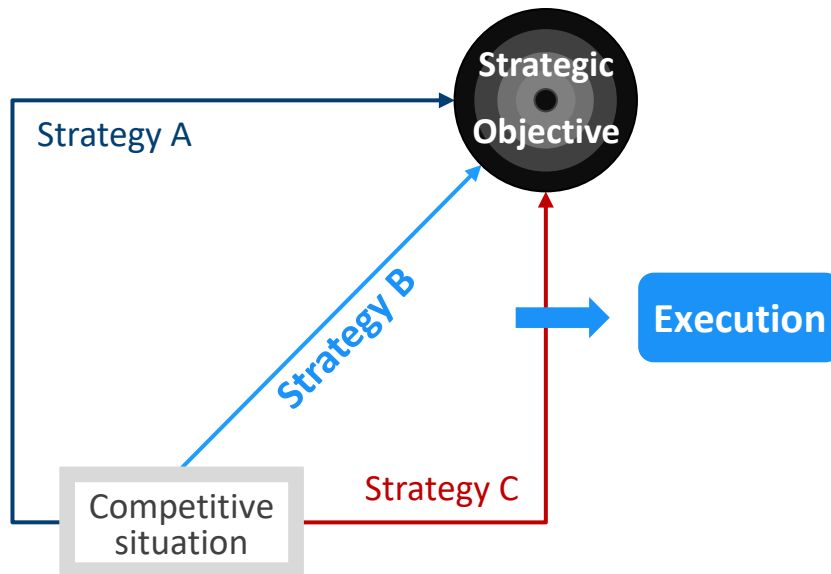 Strategic
Objective
Strategy A
Strategy B
Execution
Strategy C
Competitive
situation